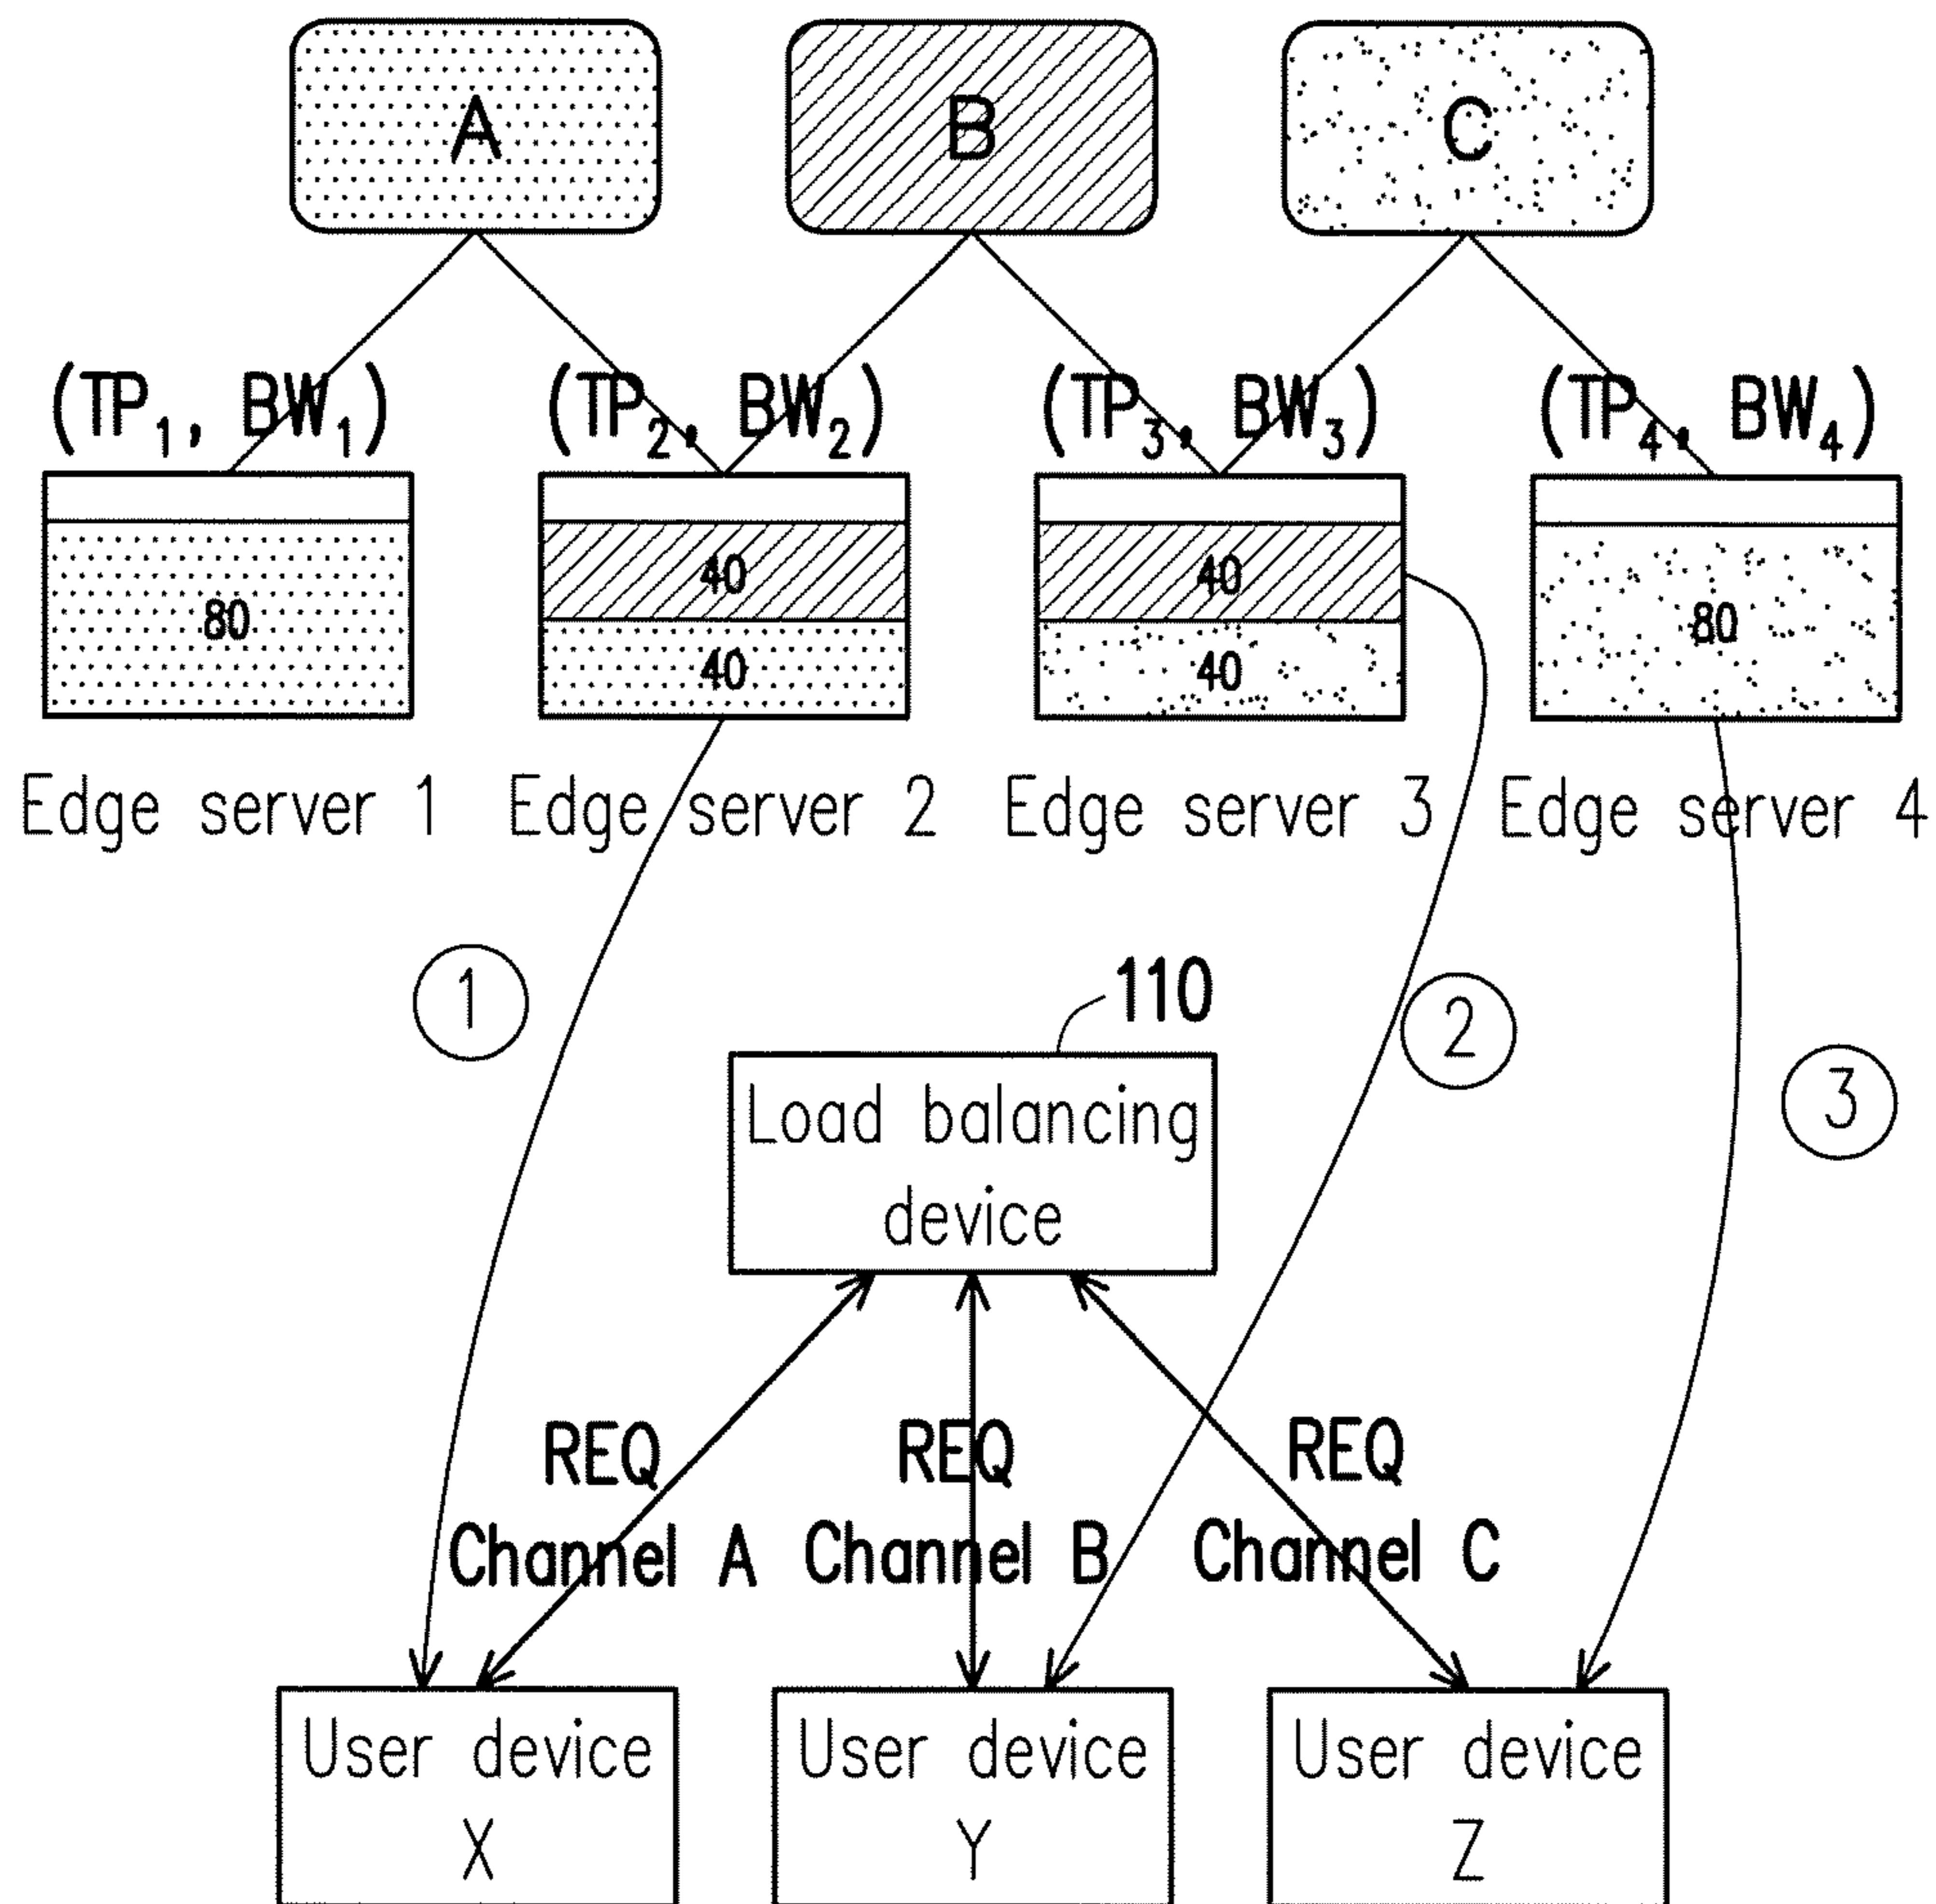 A
B
C
(TP1, BW1)
(TP2, BW2)
(TP3, BW3)
(TP4, BW4)
80
40
40
40
40
80
Edge server 1
Edge server 2
Edge server 3
Edge server 4
1
110
2
3
Load balancing
device
REQ
Channel A
REQ
Channel B
REQ
Channel C
User device
X
User device
Y
User device
Z